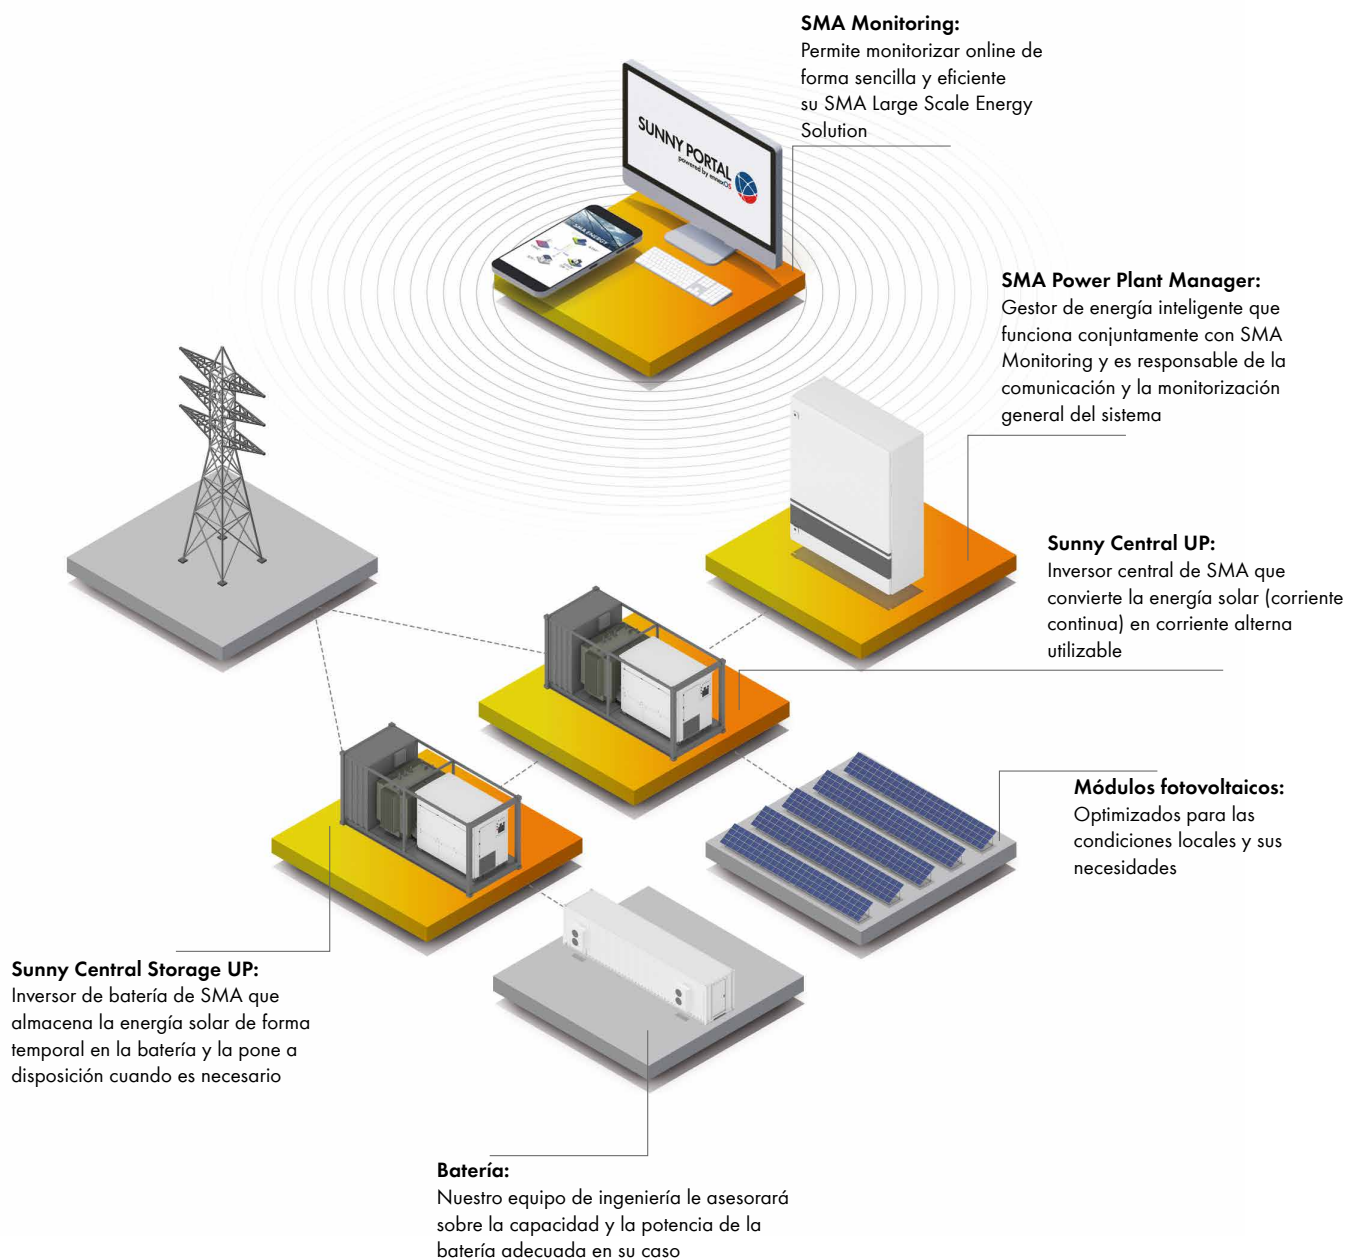 SMA Monitoring:
Permite monitorizar online de
forma sencilla y eficiente
su SMA Large Scale Energy
Solution
SUNNY PORTAL
powered by ennexOS
SMA ENERGY
SMA Power Plant Manager:
Gestor de energía inteligente que
funciona conjuntamente con SMA
Monitoring y es responsable de la
comunicación y la monitorización
general del sistema
Sunny Central UP:
Inversor central de SMA que
convierte la energía solar (corriente
continua) en corriente alterna
utilizable
Módulos fotovoltaicos:
Optimizados para las
condiciones locales y sus
necesidades
Sunny Central Storage UP:
Inversor de batería de SMA que
almacena la energía solar de forma
temporal en la batería y la pone a
disposición cuando es necesario
Batería:
Nuestro equipo de ingeniería le asesorará
sobre la capacidad y la potencia de la
batería adecuada en su caso